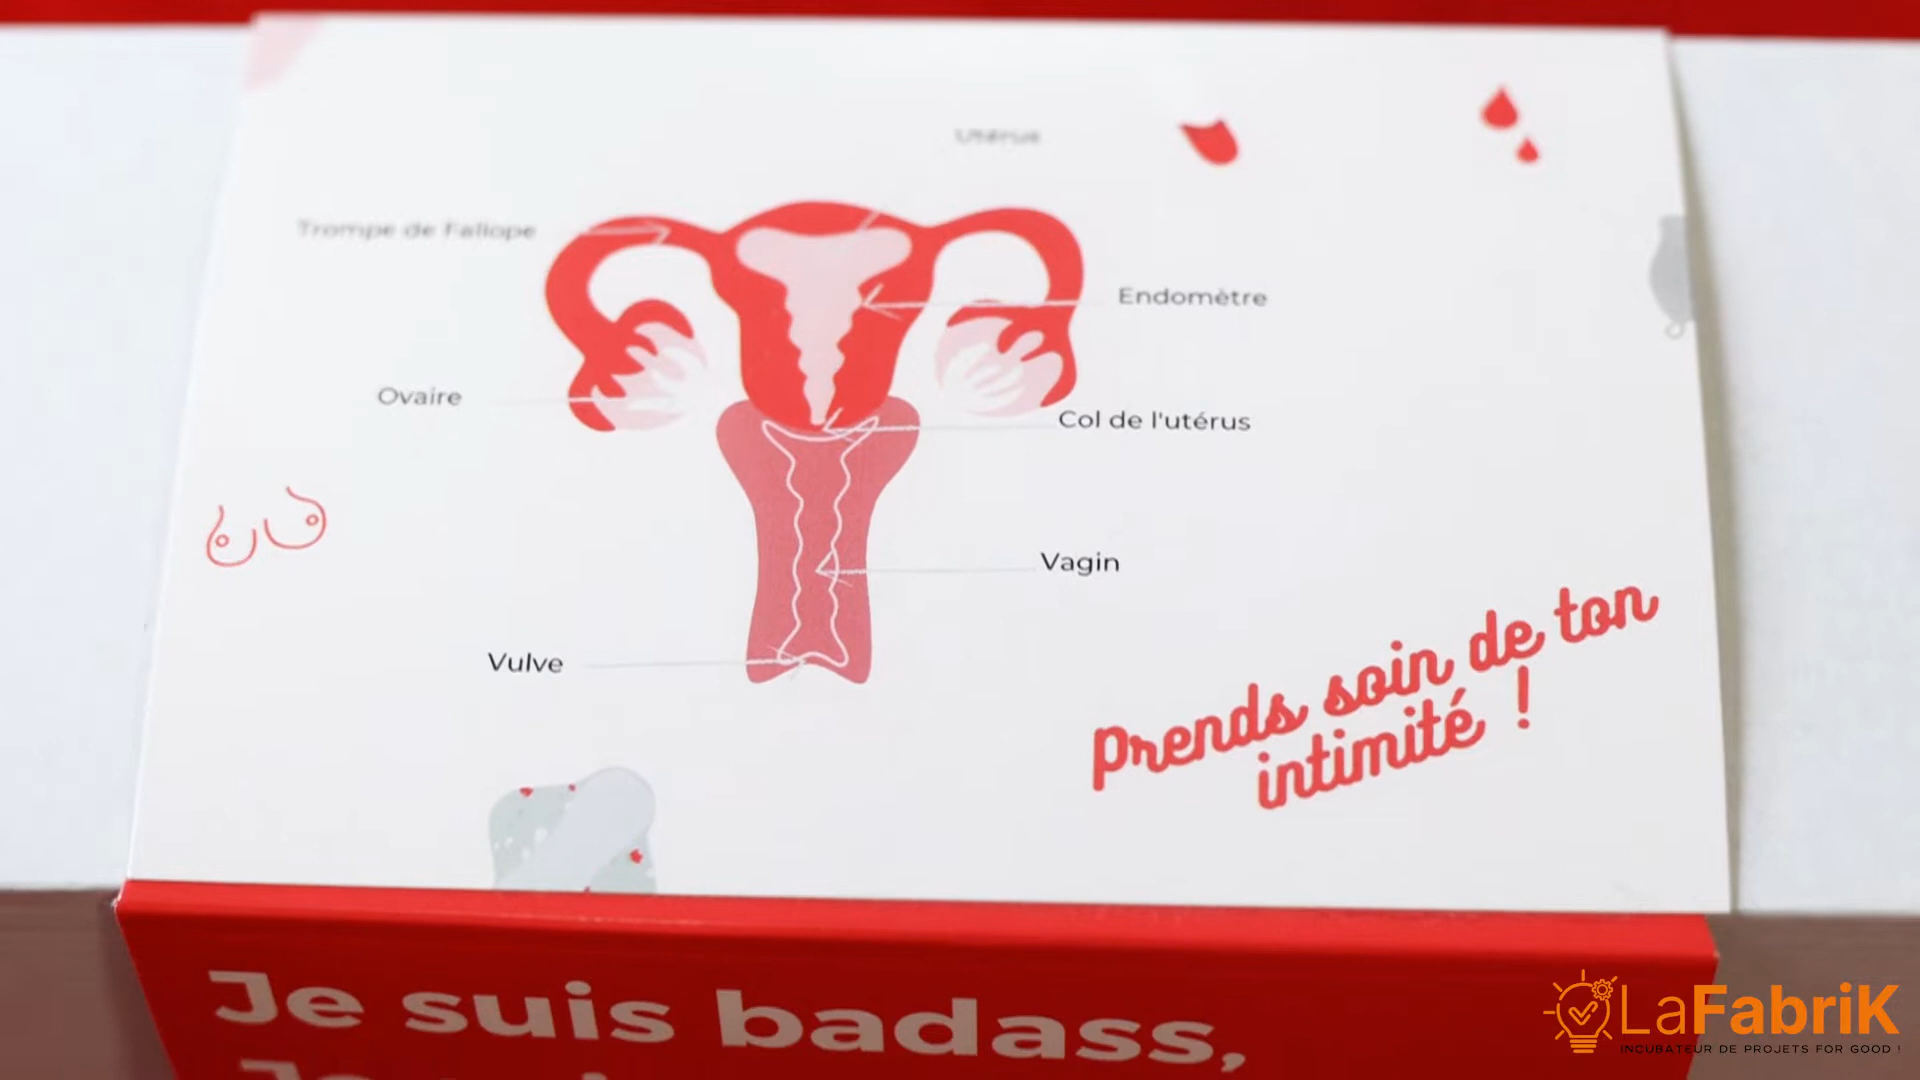 Utérus
Trompe de Fallope
Endomètre
Ovaire
Col de l'utérus
Vagin
Vulve
Prends soin de ton
intimité !
Je suis badass,
LaFabriK
INCUBATEUR DE PROJETS FOR GOOD !